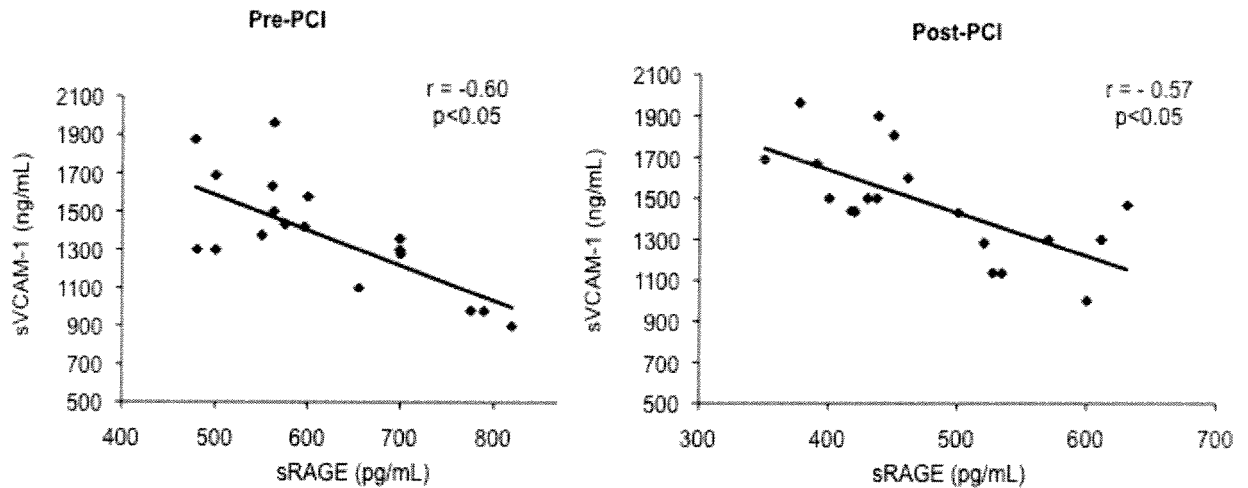 Pre-PCI
r = -0.60
p<0.05
2100
1900
1700
1500
1300
1100
900
700
500
sVCAM-1 (ng/mL)
400 500 600 700 800
sRAGE (pg/mL)
Post-PCI
r = - 0.57
p<0.05
2100
1900
1700
1500
1300
1100
900
700
500
sVCAM-1 (ng/mL)
300 400 500 600 700
sRAGE (pg/mL)